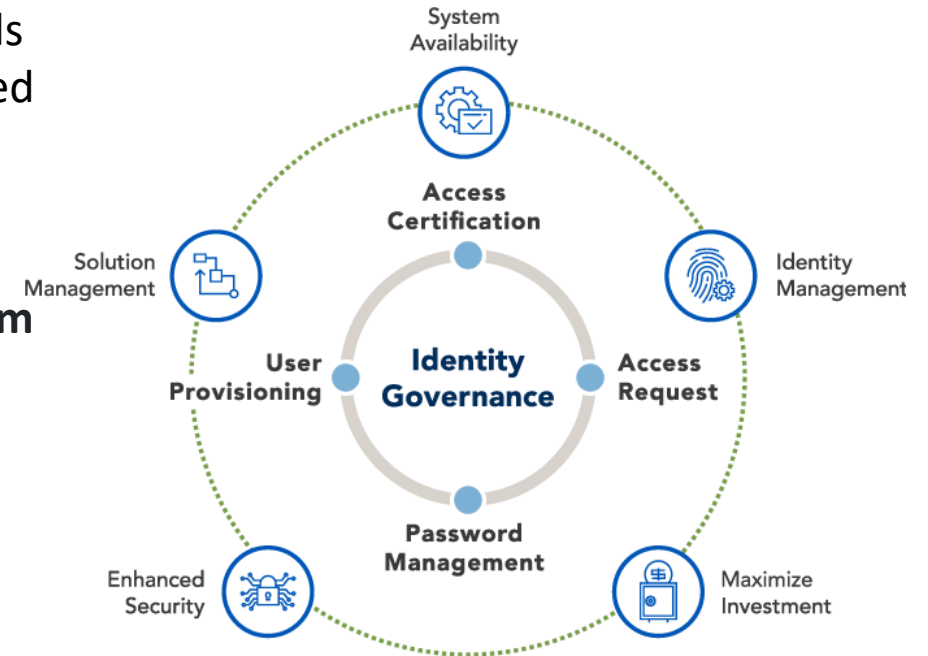 ls
ed
m
System
Availability
Access
Certification
Solution
Management
Identity
Management
User
Provisioning
Identity
Governance
Access
Request
Password
Management
Enhanced
Security
Maximize
Investment